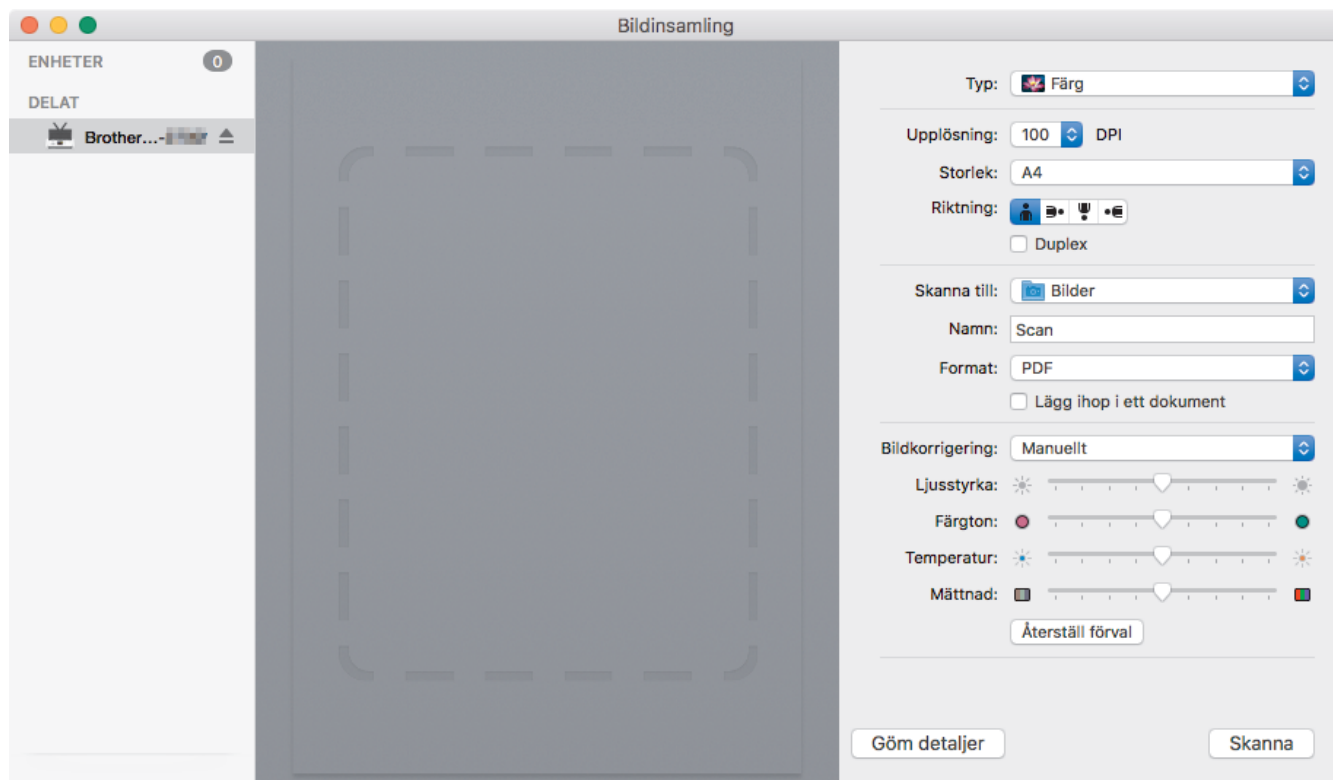 Bildinsamling
ENHETER 0
DELAT
Brother...-
Typ: Färg
Upplösning: 100 DPI
Storlek: A4
Riktning:
Duplex
Skanna till: Bilder
Namn: Scan
Format: PDF
Lägg ihop i ett dokument
Bildkorrigering: Manuellt
Ljusstyrka:
Färgton:
Temperatur:
Mättnad:
Återställ förval
Göm detaljer Skanna